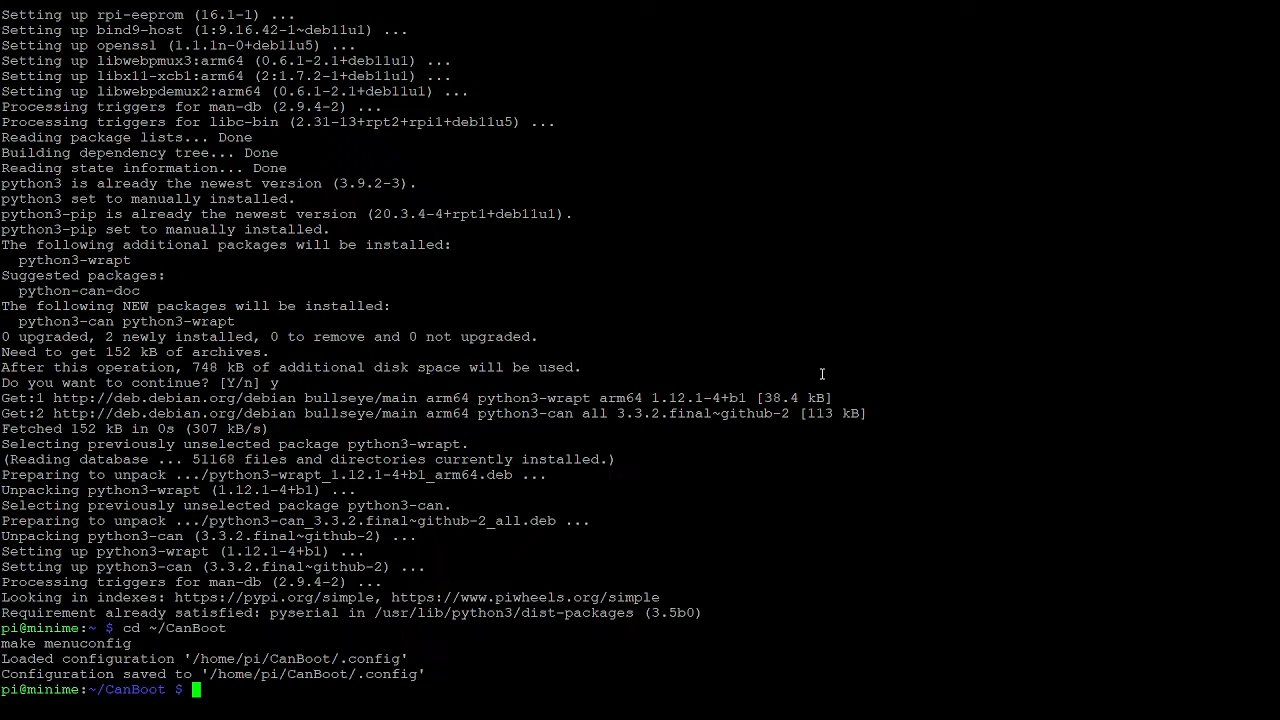 Setting up rpi-eeprom (16.1-1) ...
Setting up bind9-host (1:9.16.42-1~deb11u1) ...
Setting up openssl (1.1.1n-0+deb11u5) ...
Setting up libwebpmux3:arm64 (0.6.1-2.1+deb11u1) ...
Setting up libx11-xcb1:arm64 (2:1.7.2-1+deb11u1) ...
Setting up libwebpdemux2:arm64 (0.6.1-2.1+deb11u1) ...
Processing triggers for man-db (2.9.4-2) ...
Processing triggers for libc-bin (2.31-13+rpt2+rpi1+deb11u5) ...
Reading package lists... Done
Building dependency tree... Done
Reading state information... Done
python3 is already the newest version (3.9.2-3).
python3 set to manually installed.
python3-pip is already the newest version (20.3.4-4+rpt1+deb11u1).
python3-pip set to manually installed.
The following additional packages will be installed:
python3-wrapt
Suggested packages:
python-can-doc
The following NEW packages will be installed:
python3-can python3-wrapt
0 upgraded, 2 newly installed, 0 to remove and 0 not upgraded.
Need to get 152 kB of archives.
After this operation, 748 kB of additional disk space will be used.
Do you want to continue? [Y/n] y
Get:1 http://deb.debian.org/debian bullseye/main arm64 python3-wrapt arm64 1.12.1-4+b1 [38.4 kB]
Get:2 http://deb.debian.org/debian bullseye/main arm64 python3-can all 3.3.2.final~github-2 [113 kB]
Fetched 152 kB in 0s (307 kB/s)
Selecting previously unselected package python3-wrapt.
(Reading database ... 51168 files and directories currently installed.)
Preparing to unpack .../python3-wrapt_1.12.1-4+b1_arm64.deb ...
Unpacking python3-wrapt (1.12.1-4+b1) ...
Selecting previously unselected package python3-can.
Preparing to unpack .../python3-can_3.3.2.final~github-2_all.deb ...
Unpacking python3-can (3.3.2.final~github-2) ...
Setting up python3-wrapt (1.12.1-4+b1) ...
Setting up python3-can (3.3.2.final~github-2) ...
Processing triggers for man-db (2.9.4-2) ...
Looking in indexes: https://pypi.org/simple, https://www.piwheels.org/simple
Requirement already satisfied: pyserial in /usr/lib/python3/dist-packages (3.5b0)
pi@minime:~ $ cd ~/CanBoot
make menuconfig
Loaded configuration '/home/pi/CanBoot/.config'
Configuration saved to '/home/pi/CanBoot/.config'
pi@minime:~/CanBoot $